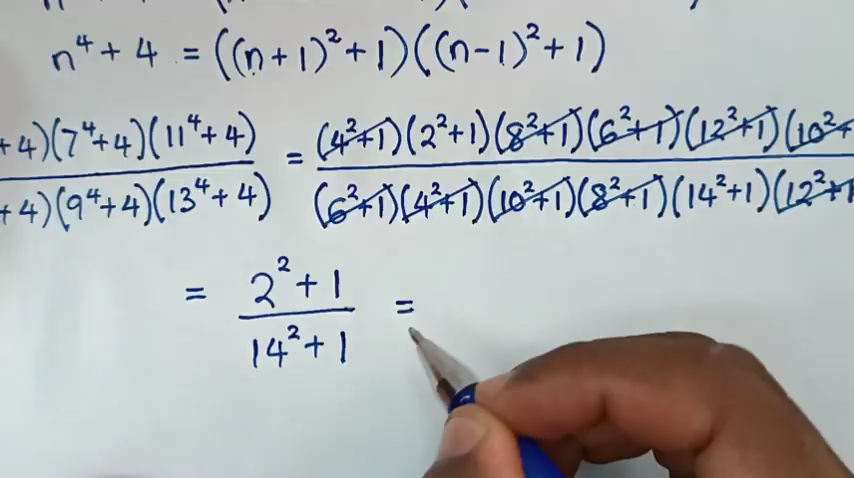 n⁴ + 4 = ((n+1)² + 1)((n-1)² + 1)
+4)(7⁴+4)(11⁴+4) / +4)(9⁴+4)(13⁴+4) = (4²+1)(2²+1)(8²+1)(6²+1)(12²+1)(10²+ / (6²+1)(4²+1)(10²+1)(8²+1)(14²+1)(12²+1
= 2²+1 / 14²+1 =